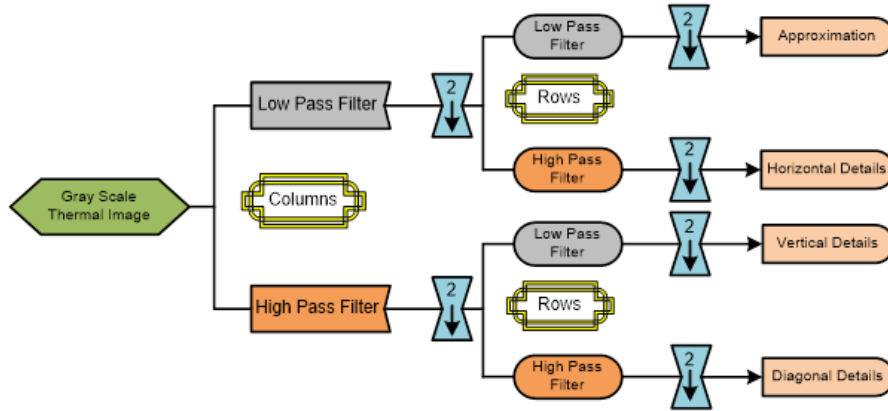 Gray Scale
Thermal Image
Columns
Low Pass Filter
2
Low Pass
Filter
2
Approximation
Rows
High Pass
Filter
2
Horizontal Details
High Pass Filter
2
Low Pass
Filter
2
Vertical Details
Rows
High Pass
Filter
2
Diagonal Details